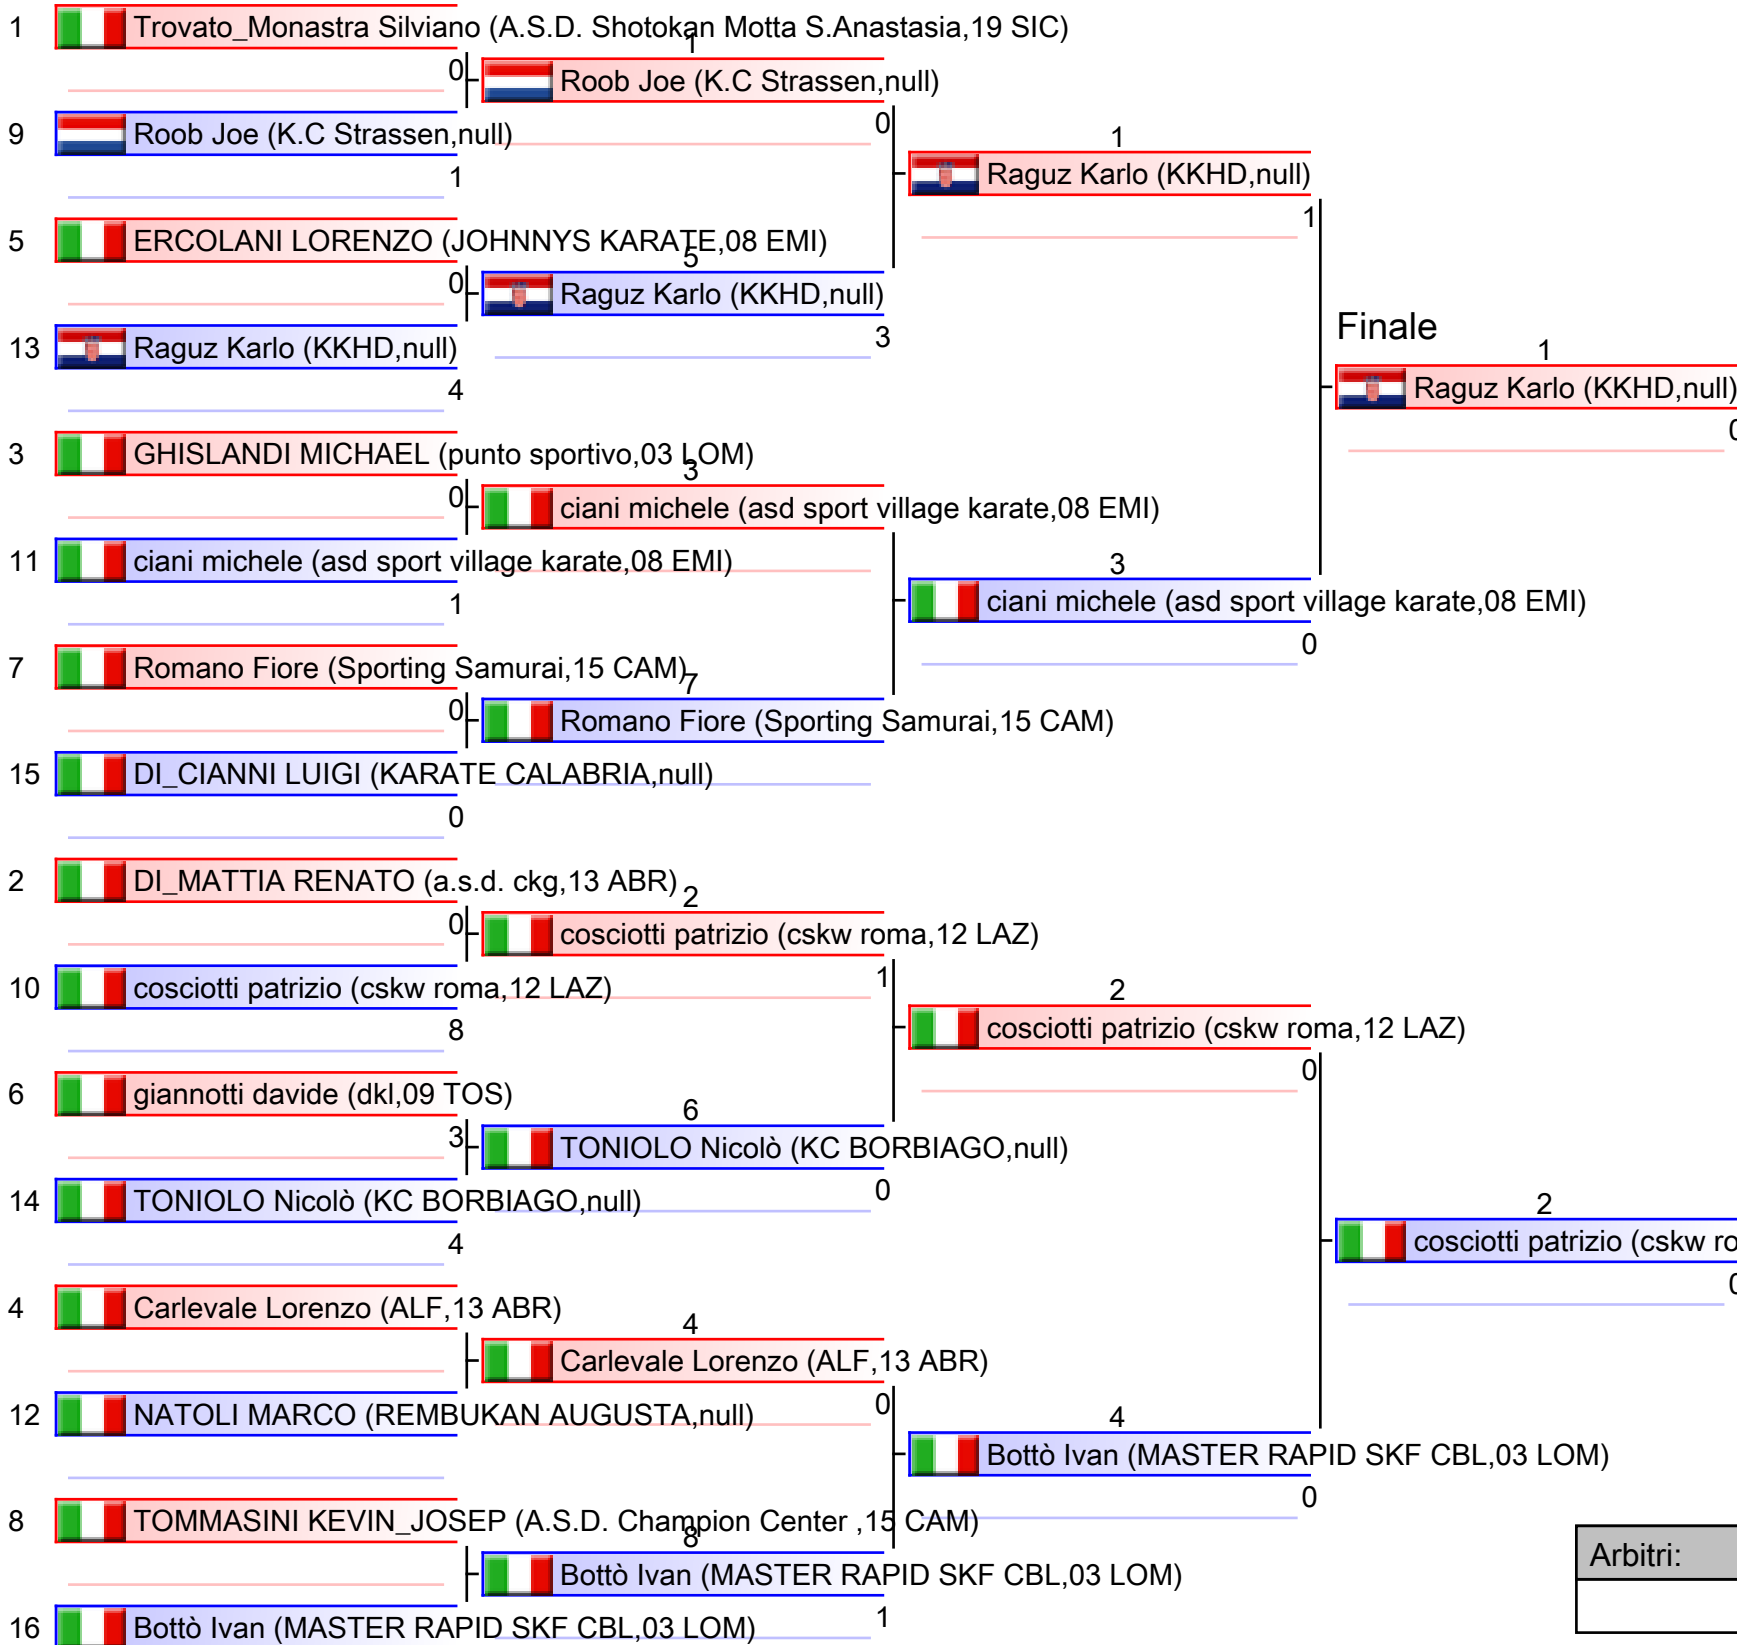 1 Trovato_Monastra Silviano (A.S.D. Shotokan Motta S.Anastasia,19 SIC)
0
9 Roob Joe (K.C Strassen,null)
1
5 ERCOLANI LORENZO (JOHNNYS KARATE,08 EMI)
0
13 Raguz Karlo (KKHD,null)
4
3 GHISLANDI MICHAEL (punto sportivo,03 LOM)
0
11 ciani michele (asd sport village karate,08 EMI)
1
7 Romano Fiore (Sporting Samurai,15 CAM)
0
15 DI_CIANNI LUIGI (KARATE CALABRIA,null)
0
2 DI_MATTIA RENATO (a.s.d. ckg,13 ABR)
0
10 cosciotti patrizio (cskw roma,12 LAZ)
8
6 giannotti davide (dkl,09 TOS)
3
14 TONIOLO Nicolò (KC BORBIAGO,null)
4
4 Carlevale Lorenzo (ALF,13 ABR)
12 NATOLI MARCO (REMBUKAN AUGUSTA,null)
8 TOMMASINI KEVIN_JOSEP (A.S.D. Champion Center ,15 CAM)
16 Bottò Ivan (MASTER RAPID SKF CBL,03 LOM)
1
Roob Joe (K.C Strassen,null)
0
5
Raguz Karlo (KKHD,null)
3
3
ciani michele (asd sport village karate,08 EMI)
7
Romano Fiore (Sporting Samurai,15 CAM)
2
cosciotti patrizio (cskw roma,12 LAZ)
1
6
TONIOLO Nicolò (KC BORBIAGO,null)
0
4
Carlevale Lorenzo (ALF,13 ABR)
0
8
Bottò Ivan (MASTER RAPID SKF CBL,03 LOM)
1
1
Raguz Karlo (KKHD,null)
1
3
ciani michele (asd sport village karate,08 EMI)
0
2
cosciotti patrizio (cskw roma,12 LAZ)
0
4
Bottò Ivan (MASTER RAPID SKF CBL,03 LOM)
0
Finale
1
Raguz Karlo (KKHD,null)
0
2
cosciotti patrizio (cskw ro
0
Arbitri: